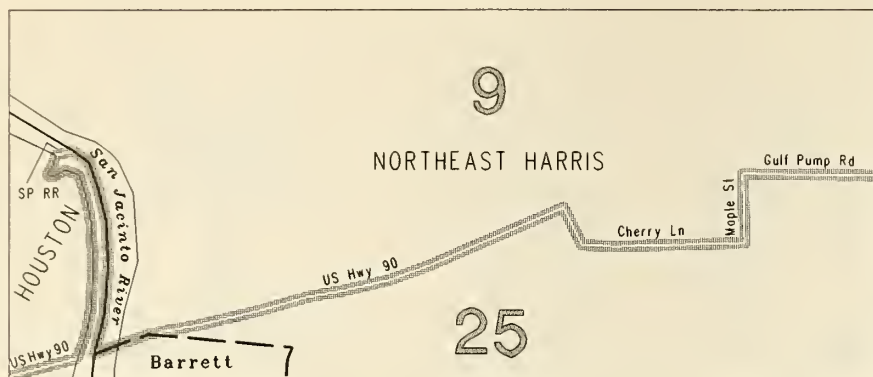 9
NORTHEAST HARRIS
Gulf Pump Rd
Maple St
Cherry Ln
San Jacinto River
SP RR
HOUSTON
US Hwy 90
25
US Hwy 90
Barrett